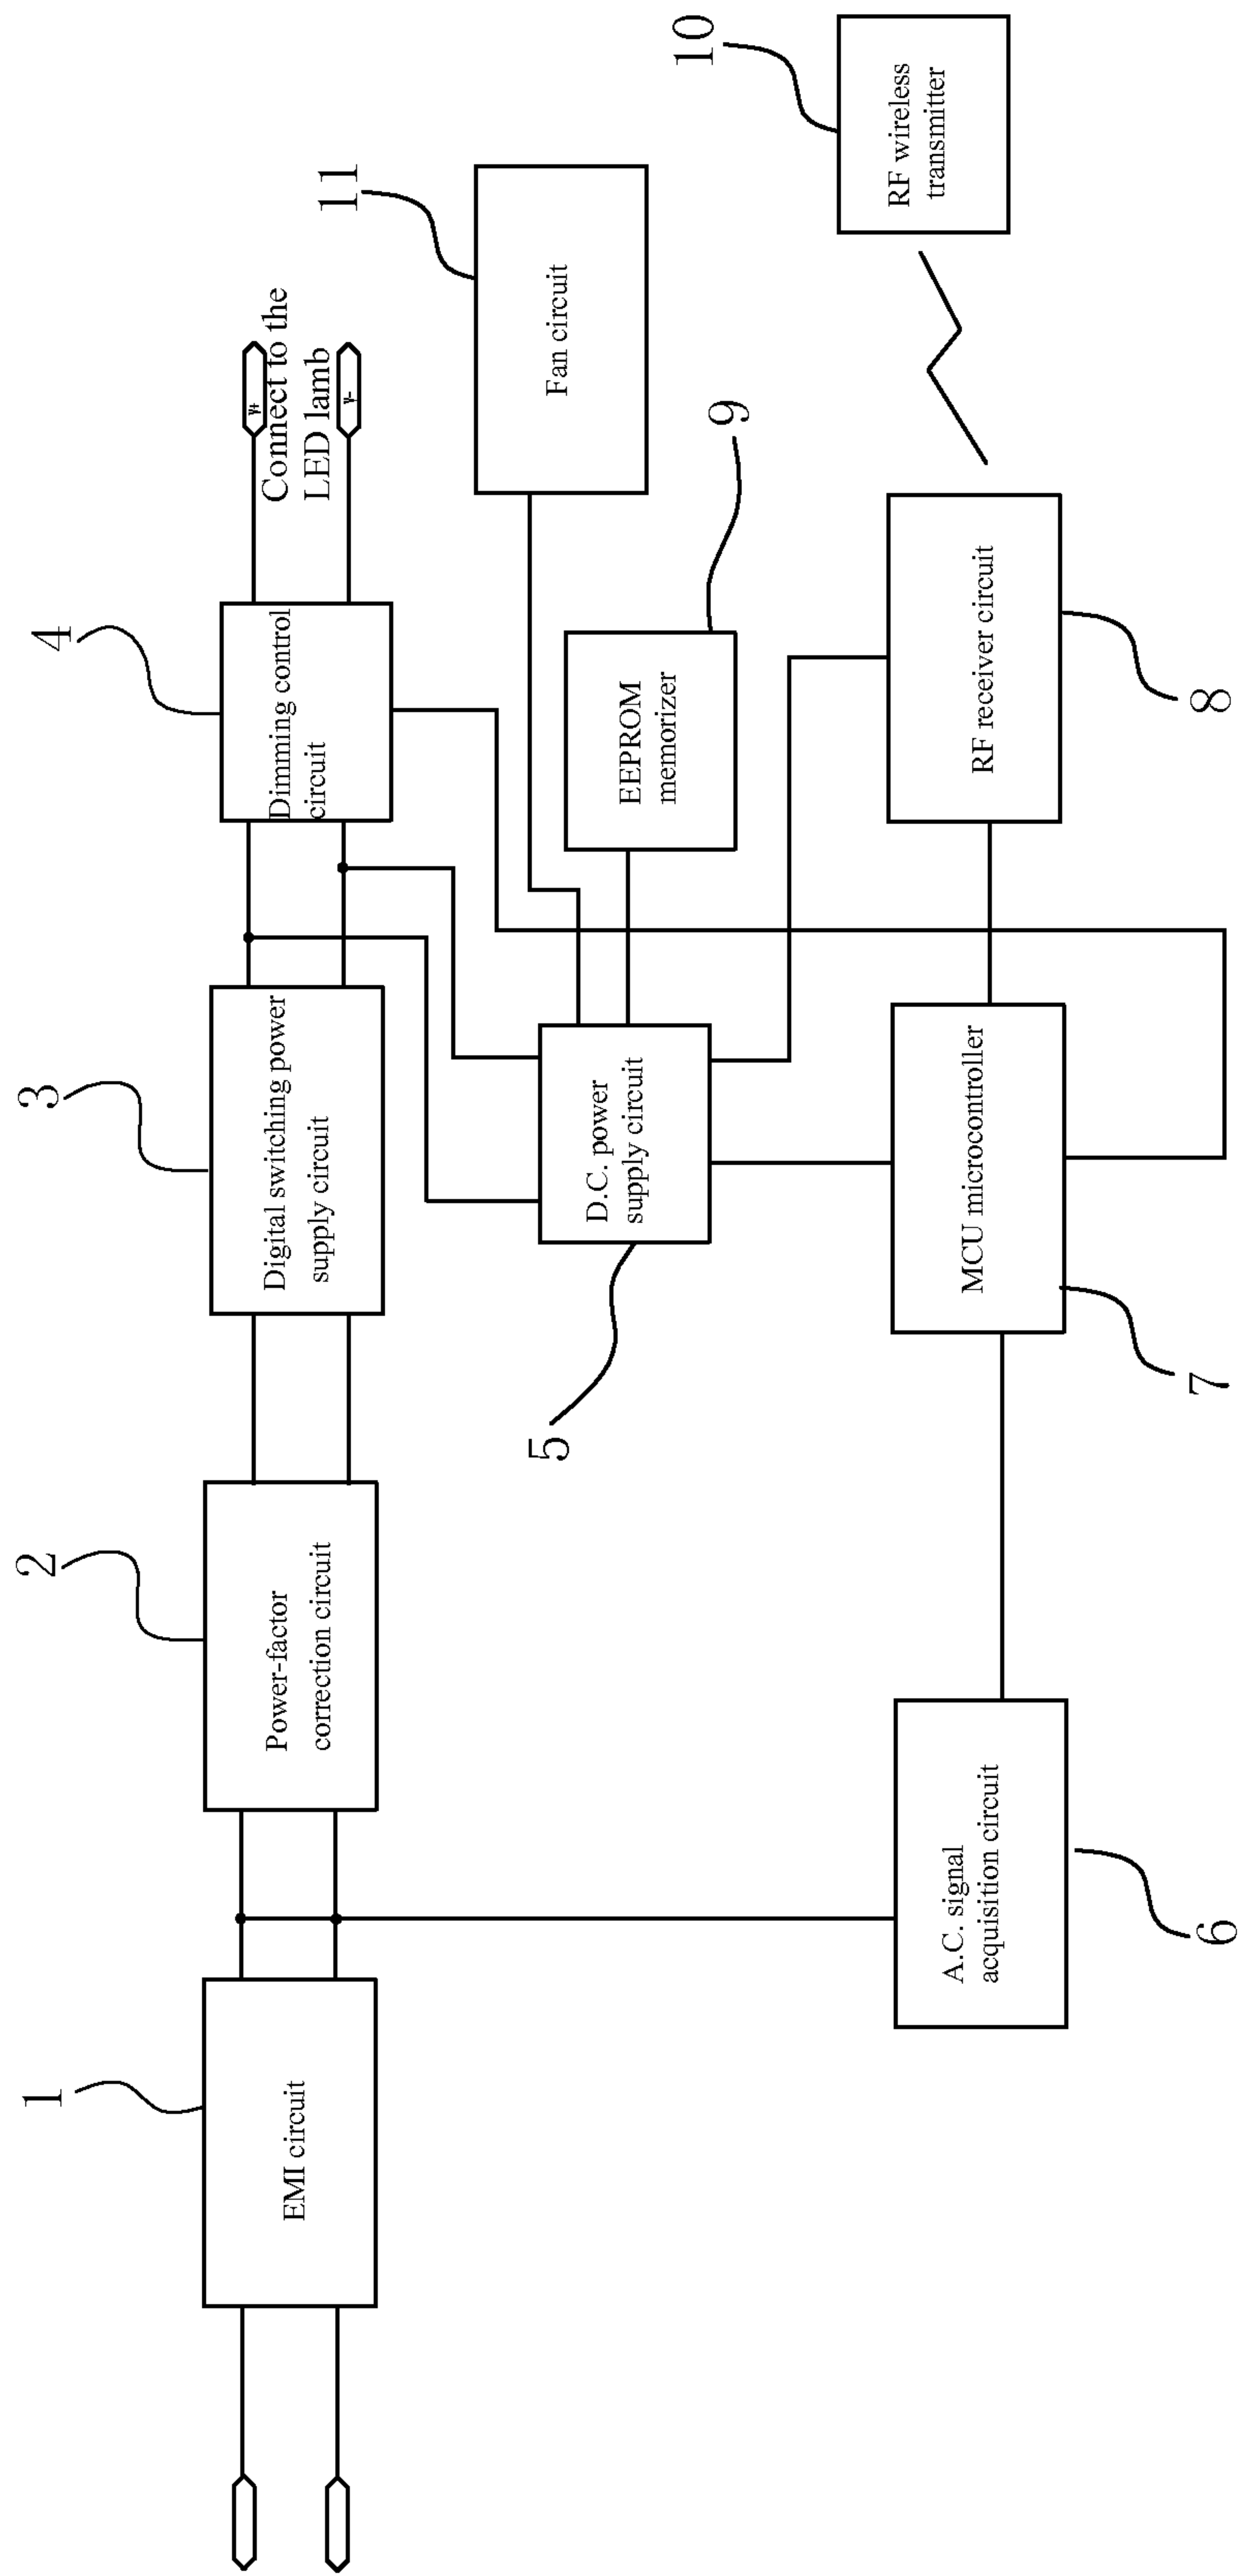 1
EMI circuit
2
Power-factor
correction circuit
3
Digital switching power
supply circuit
4
Dimming control
circuit
V+
Connect to the
LED lamb
V-
5
D.C. power
supply circuit
11
Fan circuit
9
EEPROM
memorizer
6
A.C. signal
acquisition circuit
7
MCU microcontroller
8
RF receiver circuit
10
RF wireless
transmitter